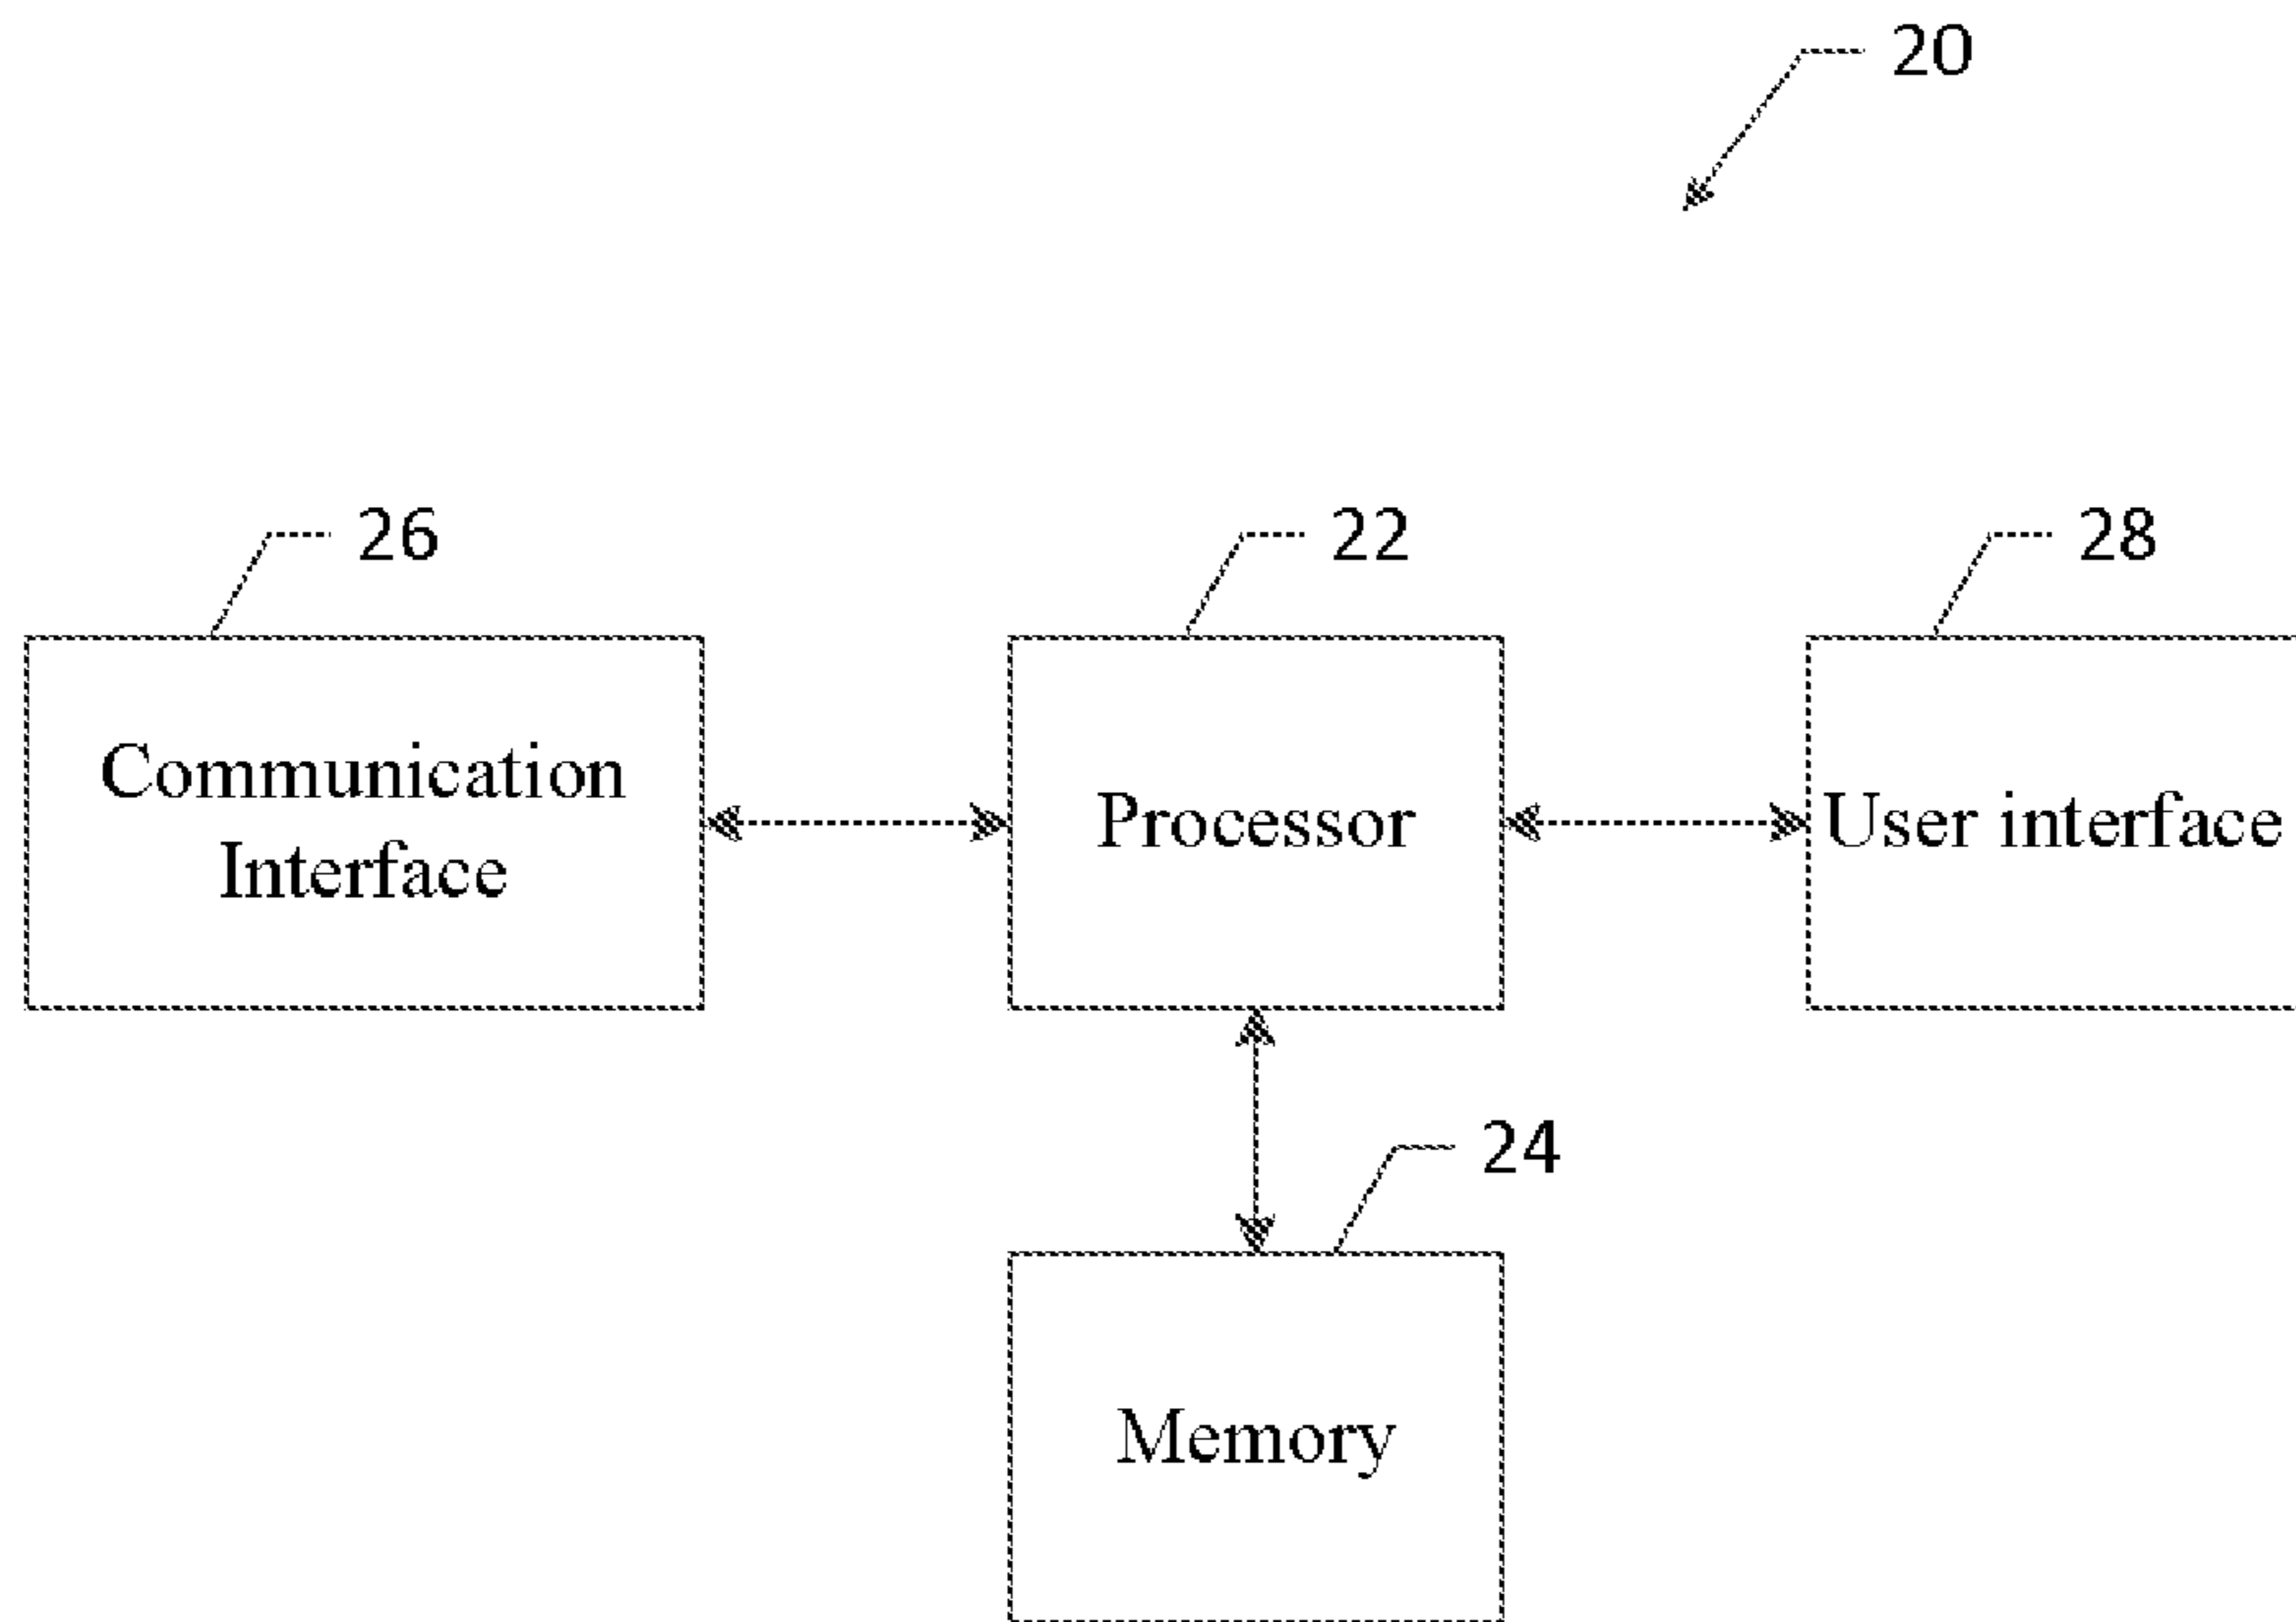 20
26
22
28
Communication
Interface
Processor
User interface
24
Memory